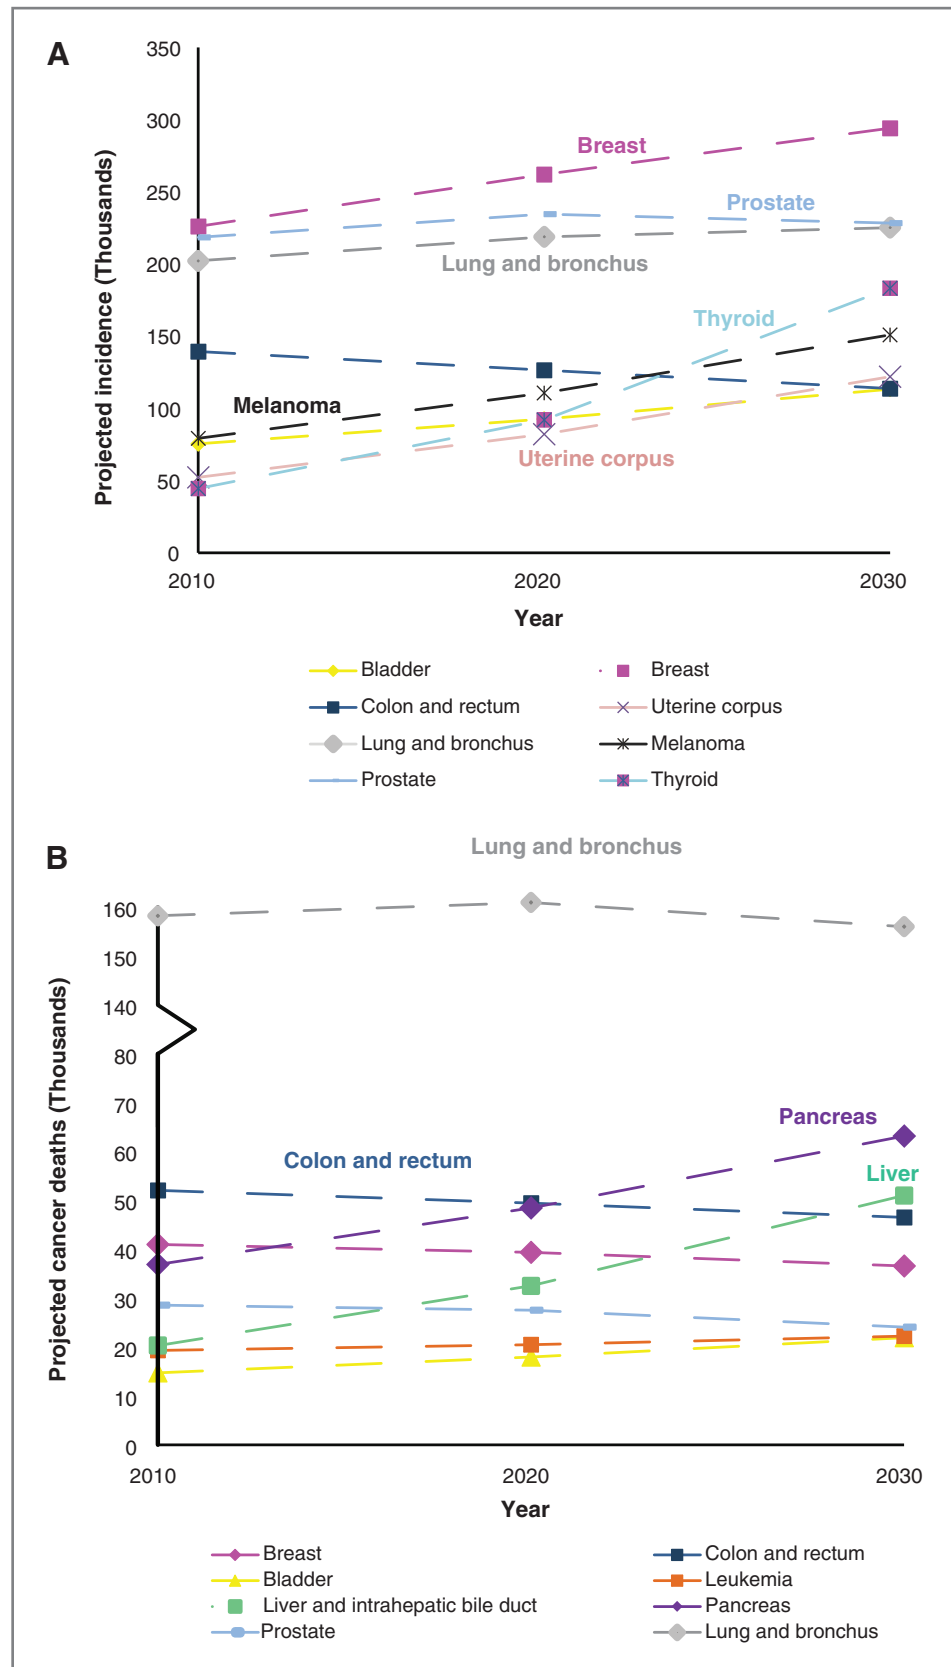 A
350
300
250
200
150
100
50
0
Projected incidence (Thousands)
Breast
Prostate
Lung and bronchus
Thyroid
Melanoma
Uterine corpus
2010 2020 2030
Year
Bladder Breast
Colon and rectum Uterine corpus
Lung and bronchus Melanoma
Prostate Thyroid
B
Lung and bronchus
160
150
140
80
70
60
50
40
30
20
10
0
Projected cancer deaths (Thousands)
Pancreas
Colon and rectum
Liver
2010 2020 2030
Year
Breast Colon and rectum
Bladder Leukemia
Liver and intrahepatic bile duct Pancreas
Prostate Lung and bronchus